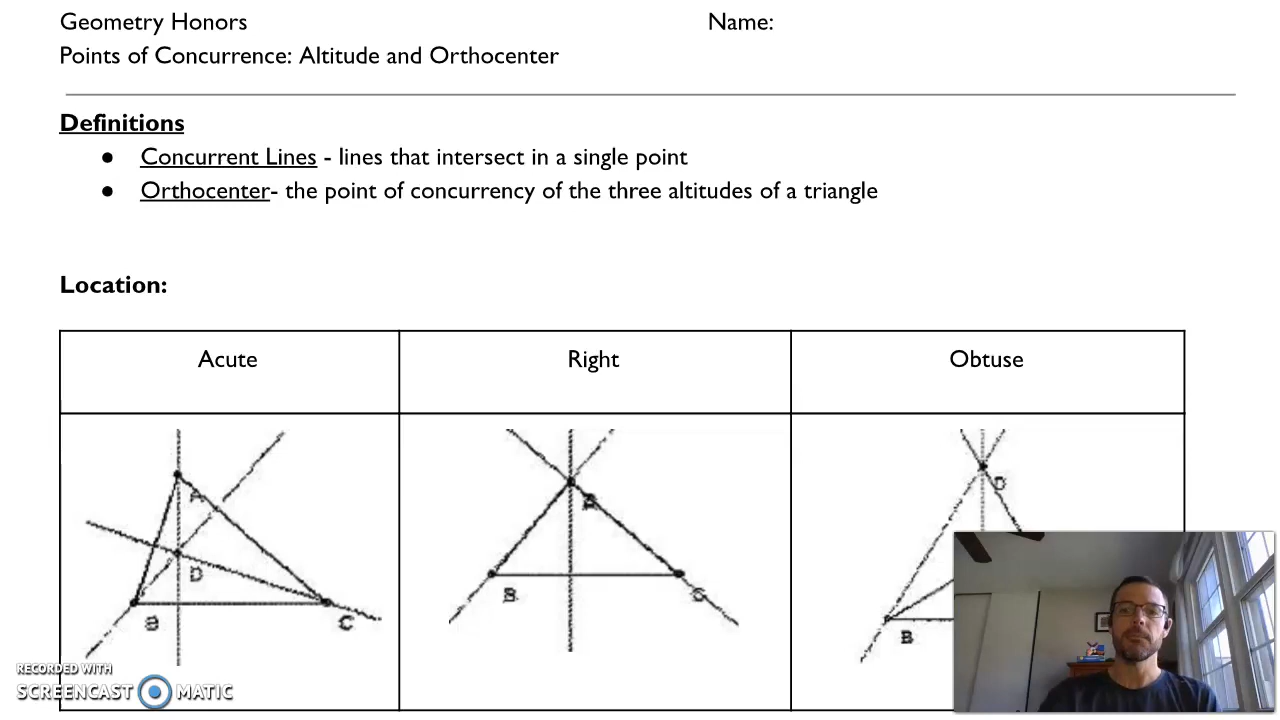 Geometry Honors Name:
Points of Concurrence: Altitude and Orthocenter
Definitions
● Concurrent Lines - lines that intersect in a single point
● Orthocenter- the point of concurrency of the three altitudes of a triangle
Location:
Acute Right Obtuse
A
D
B
C
B
C
D
B
RECORDED WITH
SCREENCAST MATIC